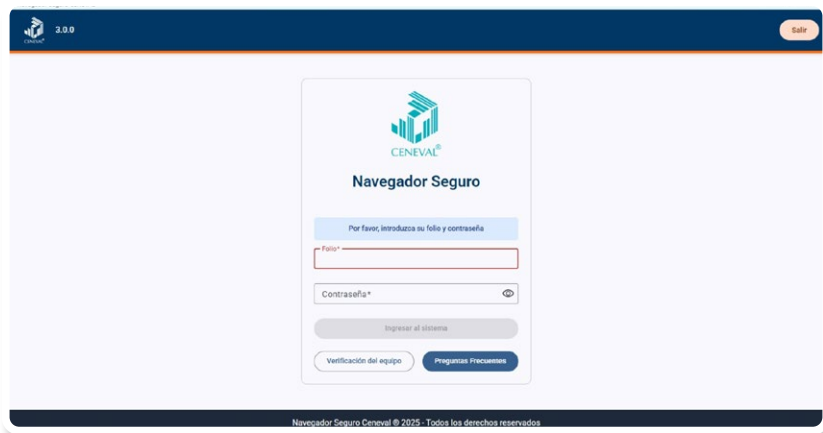 CENEVAL
3.0.0
Salir
CENEVAL®
Navegador Seguro
Por favor, introduzca su folio y contraseña
Folio*
Contraseña*
Ingresar al sistema
Verificación del equipo
Preguntas Frecuentes
Navegador Seguro Ceneval ® 2025 - Todos los derechos reservados